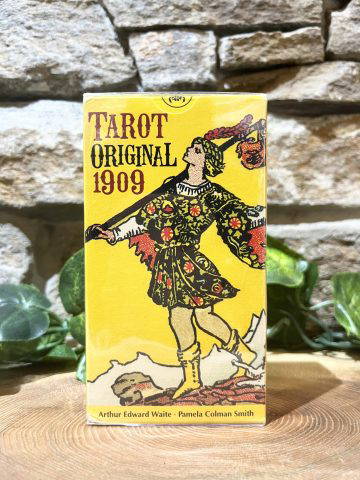 TAROT
ORIGINAL
1909
Arthur Edward Waite · Pamela Colman Smith